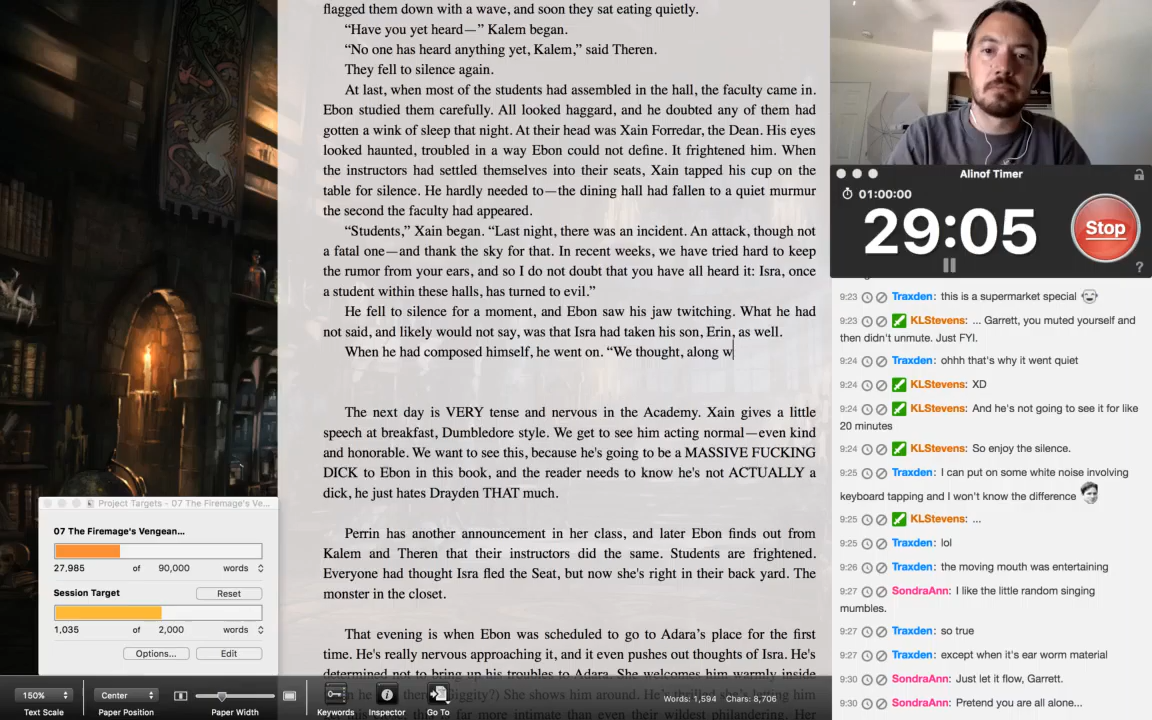 flagged them down with a wave, and soon they sat eating quietly.
“Have you yet heard—” Kalem began.
“No one has heard anything yet, Kalem,” said Theren.
They fell to silence again.
At last, when most of the students had assembled in the hall, the faculty came in.
Ebon studied them carefully. All looked haggard, and he doubted any of them had
gotten a wink of sleep that night. At their head was Xain Forredar, the Dean. His eyes
looked haunted, troubled in a way Ebon could not define. It frightened him. When
the instructors had settled themselves into their seats, Xain tapped his cup on the
table for silence. He hardly needed to—the dining hall had fallen to a quiet murmur
the second the faculty had appeared.
“Students,” Xain began. “Last night, there was an incident. An attack, though not
a fatal one—and thank the sky for that. In recent weeks, we have tried hard to keep
the rumor from your ears, and so I do not doubt that you have all heard it: Isra, once
a student within these halls, has turned to evil.”
He fell to silence for a moment, and Ebon saw his jaw twitching. What he had
not said, and likely would not say, was that Isra had taken his son, Erin, as well.
When he had composed himself, he went on. “We thought, along w
The next day is VERY tense and nervous in the Academy. Xain gives a little
speech at breakfast, Dumbledore style. We get to see him acting normal—even kind
and honorable. We want to see this, because he's going to be a MASSIVE FUCKING
DICK to Ebon in this book, and the reader needs to know he's not ACTUALLY a
dick, he just hates Drayden THAT much.
Perrin has another announcement in her class, and later Ebon finds out from
Kalem and Theren that their instructors did the same. Students are frightened.
Everyone had thought Isra fled the Seat, but now she's right in their back yard. The
monster in the closet.
That evening is when Ebon was scheduled to go to Adara’s place for the first
time. He's really nervous approaching it, and it even pushes out thoughts of Isra. He's
determined not to bring up his troubles to Adara. She welcomes him warmly inside
Project Targets - 07 The Firemage's Ve...
07 The Firemage's Vengean...
27,985 of 90,000 words
Session Target
Reset
1,035 of 2,000 words
Options...
Edit
150%
Text Scale
Center
Paper Position
Paper Width
Keywords
Inspector
Go To
Words: 1,594 Chars: 8,706
Alinof Timer
01:00:00
29:05
Stop
?
9:23 Traxden: this is a supermarket special
9:23 KLStevens: ... Garrett, you muted yourself and
then didn't unmute. Just FYI.
9:24 Traxden: ohhh that's why it went quiet
9:24 KLStevens: XD
9:24 KLStevens: And he's not going to see it for like
20 minutes
9:24 KLStevens: So enjoy the silence.
9:25 Traxden: I can put on some white noise involving
keyboard tapping and I won't know the difference
9:25 KLStevens: ...
9:25 Traxden: lol
9:26 Traxden: the moving mouth was entertaining
9:27 SondraAnn: I like the little random singing
mumbles.
9:27 Traxden: so true
9:27 Traxden: except when it's ear worm material
9:30 SondraAnn: Just let it flow, Garrett.
9:30 SondraAnn: Pretend you are all alone...